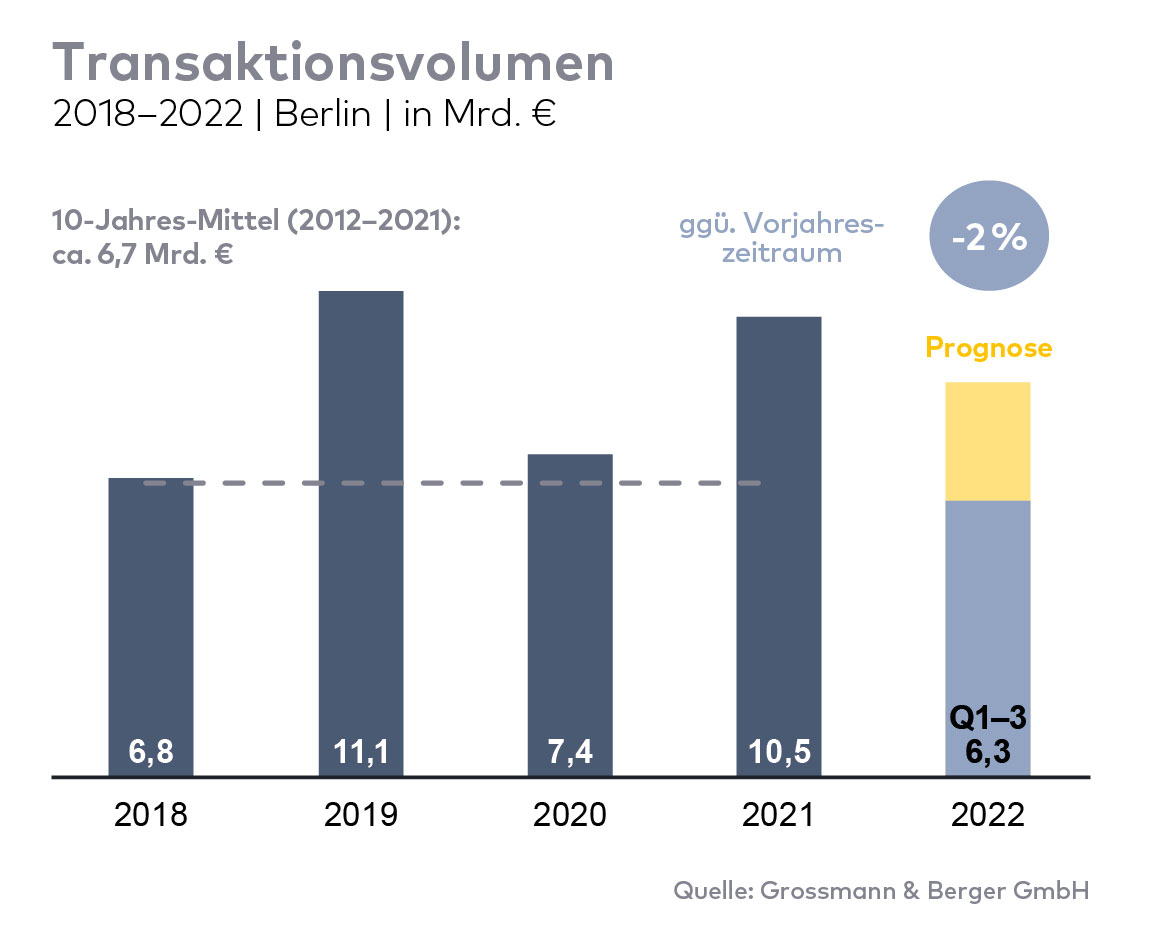 Transaktionsvolumen
2018–2022 | Berlin | in Mrd. €
10-Jahres-Mittel (2012–2021):
ca. 6,7 Mrd. €
ggü. Vorjahres-
zeitraum
-2 %
Prognose
Q1–3
6,8
11,1
7,4
10,5
6,3
2018
2019
2020
2021
2022
Quelle: Grossmann & Berger GmbH